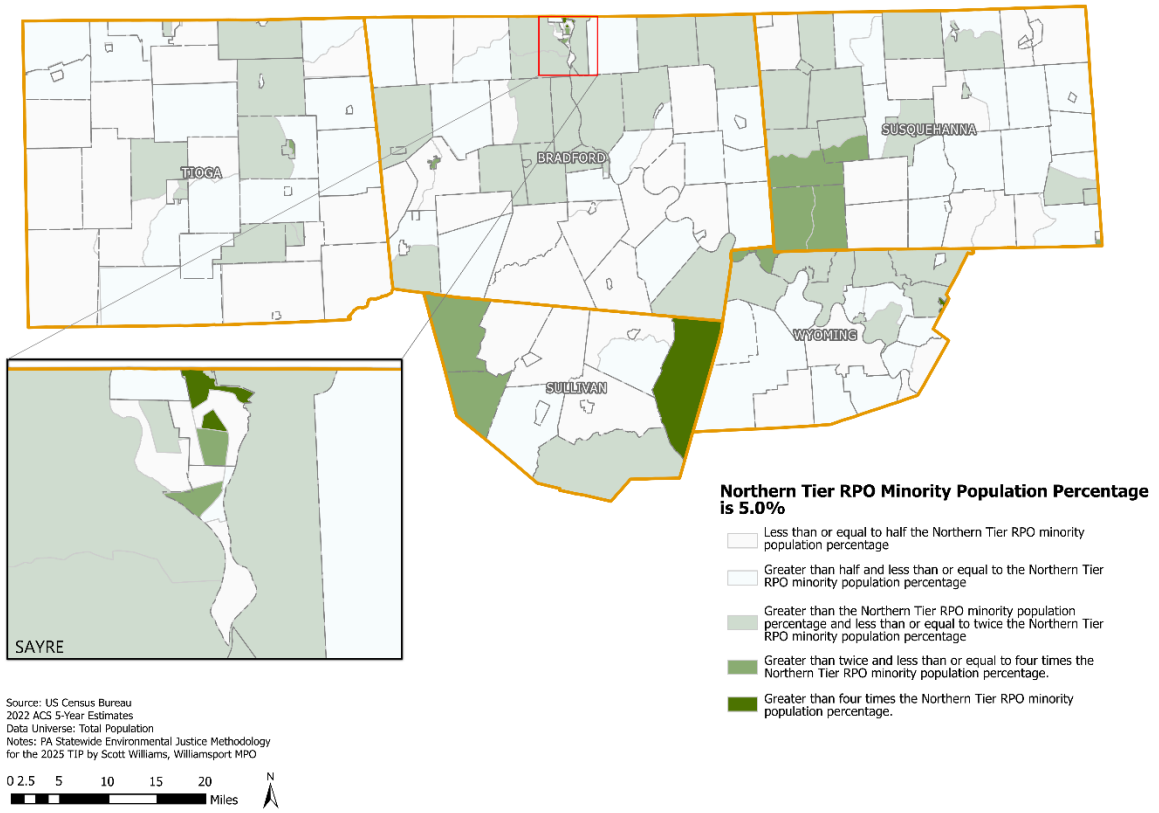 TIOGA
BRADFORD
SUSQUEHANNA
WYOMING
SULLIVAN
SAYRE
Northern Tier RPO Minority Population Percentage
is 5.0%
Less than or equal to half the Northern Tier RPO minority
population percentage
Greater than half and less than or equal to the Northern Tier
RPO minority population percentage
Greater than the Northern Tier RPO minority population
percentage and less than or equal to twice the Northern Tier
RPO minority population percentage
Greater than twice and less than or equal to four times the
Northern Tier RPO minority population percentage.
Greater than four times the Northern Tier RPO minority
population percentage.
Source: US Census Bureau
2022 ACS 5-Year Estimates
Data Universe: Total Population
Notes: PA Statewide Environmental Justice Methodology
for the 2025 TIP by Scott Williams, Williamsport MPO
0 2.5 5 10 15 20
Miles
N